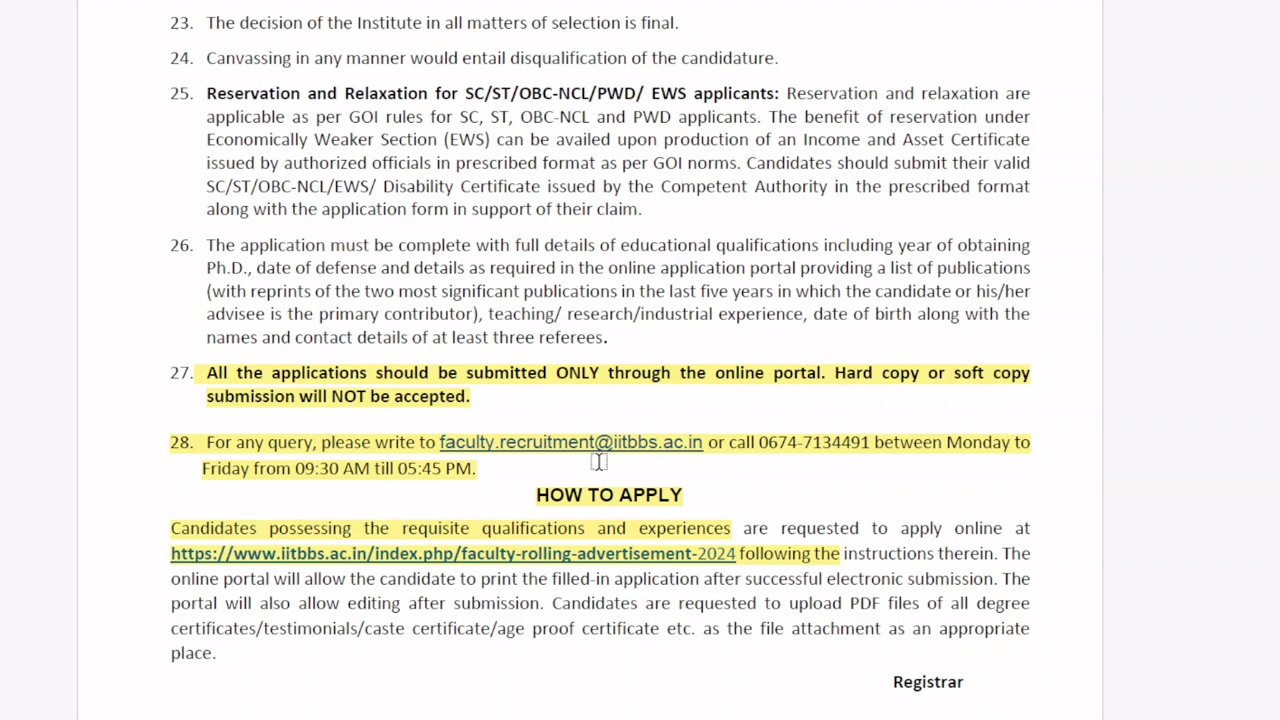 23. The decision of the Institute in all matters of selection is final.
24. Canvassing in any manner would entail disqualification of the candidature.
25. Reservation and Relaxation for SC/ST/OBC-NCL/PWD/ EWS applicants: Reservation and relaxation are
applicable as per GOI rules for SC, ST, OBC-NCL and PWD applicants. The benefit of reservation under
Economically Weaker Section (EWS) can be availed upon production of an Income and Asset Certificate
issued by authorized officials in prescribed format as per GOI norms. Candidates should submit their valid
SC/ST/OBC-NCL/EWS/ Disability Certificate issued by the Competent Authority in the prescribed format
along with the application form in support of their claim.
26. The application must be complete with full details of educational qualifications including year of obtaining
Ph.D., date of defense and details as required in the online application portal providing a list of publications
(with reprints of the two most significant publications in the last five years in which the candidate or his/her
advisee is the primary contributor), teaching/ research/industrial experience, date of birth along with the
names and contact details of at least three referees.
27. All the applications should be submitted ONLY through the online portal. Hard copy or soft copy
submission will NOT be accepted.
28. For any query, please write to faculty.recruitment@iitbbs.ac.in or call 0674-7134491 between Monday to
Friday from 09:30 AM till 05:45 PM.
HOW TO APPLY
Candidates possessing the requisite qualifications and experiences are requested to apply online at
https://www.iitbbs.ac.in/index.php/faculty-rolling-advertisement-2024 following the instructions therein. The
online portal will allow the candidate to print the filled-in application after successful electronic submission. The
portal will also allow editing after submission. Candidates are requested to upload PDF files of all degree
certificates/testimonials/caste certificate/age proof certificate etc. as the file attachment as an appropriate
place.
Registrar